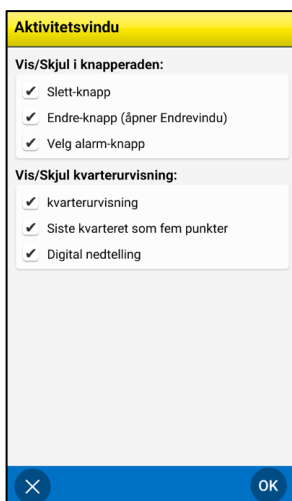 Aktivitetsvindu
Vis/Skjul i knapperaden:
Slett-knapp
Endre-knapp (åpner Endrevindu)
Velg alarm-knapp
Vis/Skjul kvarterurvisning:
kvarterurvisning
Siste kvarteret som fem punkter
Digital nedtelling
OK